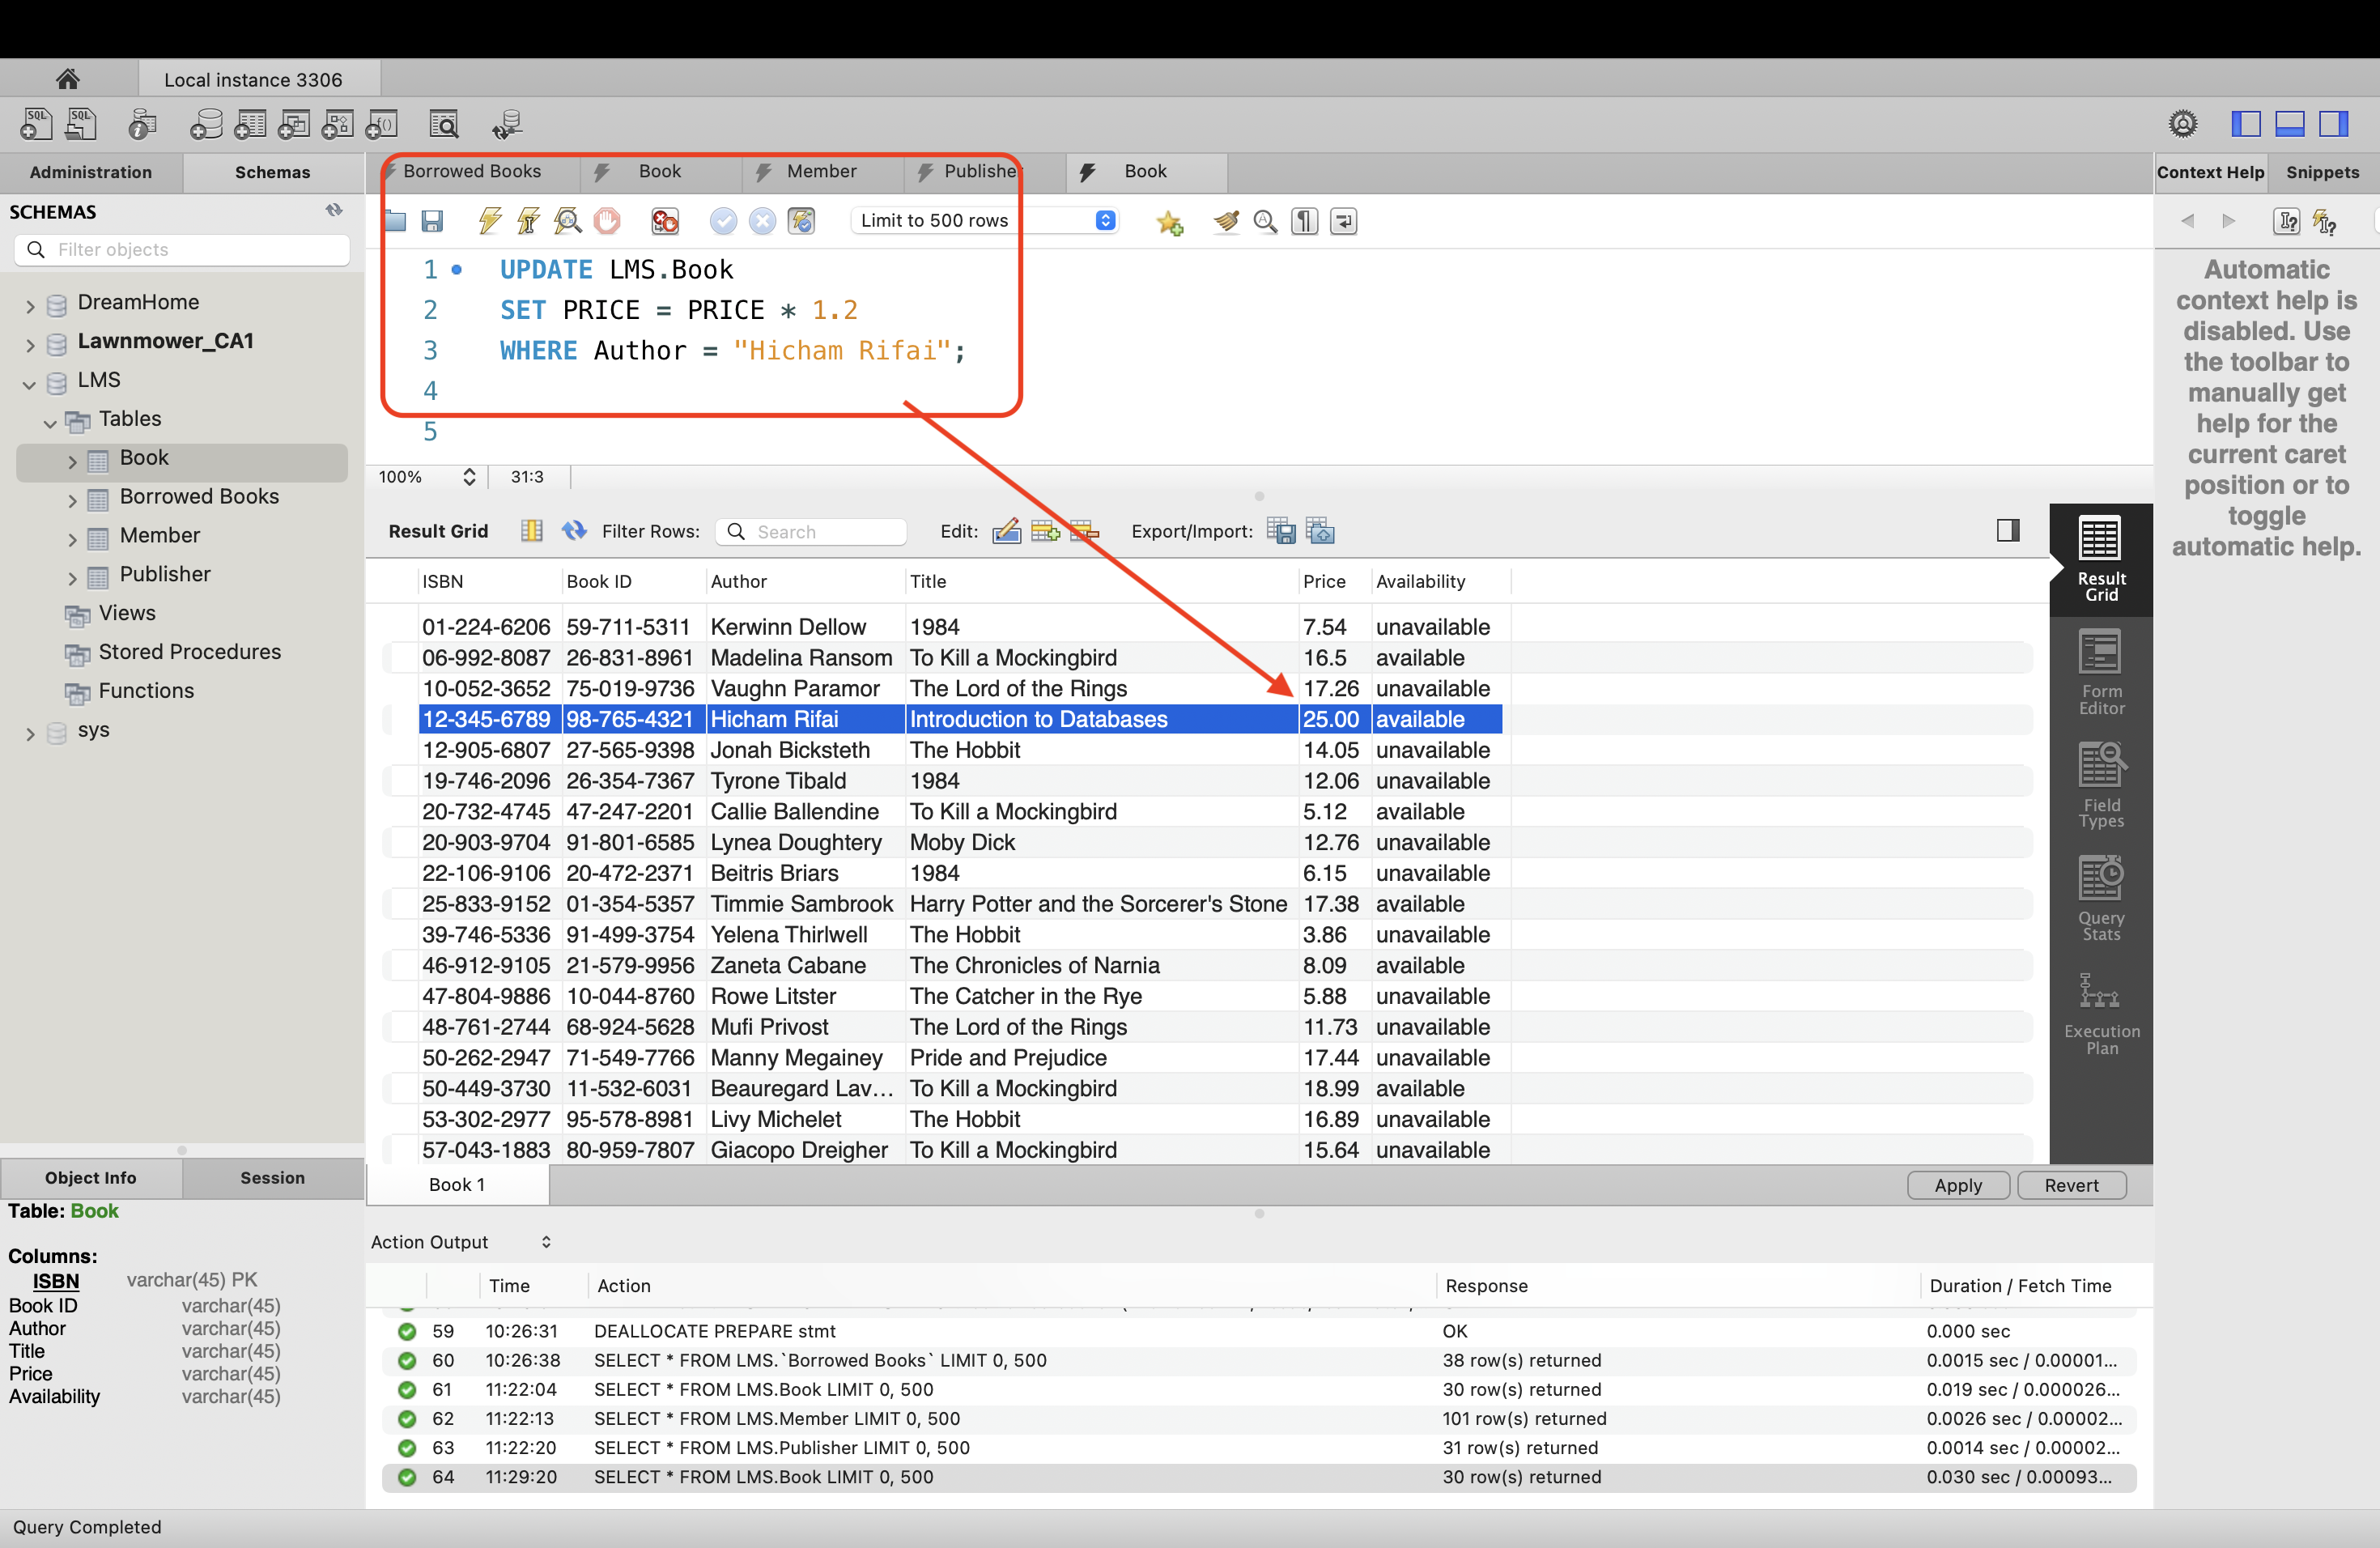 Local instance 3306
Administration Schemas
Borrowed Books Book Member Publisher Book
Context Help Snippets
SCHEMAS
Filter objects
DreamHome
Lawnmower_CA1
LMS
Tables
Book
Borrowed Books
Member
Publisher
Views
Stored Procedures
Functions
sys
Limit to 500 rows
1 UPDATE LMS.Book
2 SET PRICE = PRICE * 1.2
3 WHERE Author = "Hicham Rifai";
4
5
100% 31:3
Automatic
context help is
disabled. Use
the toolbar to
manually get
help for the
current caret
position or to
toggle
automatic help.
Result Grid Filter Rows: Search Edit: Export/Import:
ISBN Book ID Author Title Price Availability
01-224-6206 59-711-5311 Kerwinn Dellow 1984 7.54 unavailable
06-992-8087 26-831-8961 Madelina Ransom To Kill a Mockingbird 16.5 available
10-052-3652 75-019-9736 Vaughn Paramor The Lord of the Rings 17.26 unavailable
12-345-6789 98-765-4321 Hicham Rifai Introduction to Databases 25.00 available
12-905-6807 27-565-9398 Jonah Bicksteth The Hobbit 14.05 unavailable
19-746-2096 26-354-7367 Tyrone Tibald 1984 12.06 unavailable
20-732-4745 47-247-2201 Callie Ballendine To Kill a Mockingbird 5.12 available
20-903-9704 91-801-6585 Lynea Doughtery Moby Dick 12.76 unavailable
22-106-9106 20-472-2371 Beitris Briars 1984 6.15 unavailable
25-833-9152 01-354-5357 Timmie Sambrook Harry Potter and the Sorcerer's Stone 17.38 available
39-746-5336 91-499-3754 Yelena Thirlwell The Hobbit 3.86 unavailable
46-912-9105 21-579-9956 Zaneta Cabane The Chronicles of Narnia 8.09 available
47-804-9886 10-044-8760 Rowe Litster The Catcher in the Rye 5.88 unavailable
48-761-2744 68-924-5628 Mufi Privost The Lord of the Rings 11.73 unavailable
50-262-2947 71-549-7766 Manny Megainey Pride and Prejudice 17.44 unavailable
50-449-3730 11-532-6031 Beauregard Lav... To Kill a Mockingbird 18.99 available
53-302-2977 95-578-8981 Livy Michelet The Hobbit 16.89 unavailable
57-043-1883 80-959-7807 Giacopo Dreigher To Kill a Mockingbird 15.64 unavailable
Result
Grid
Form
Editor
Field
Types
Query
Stats
Execution
Plan
Book 1 Apply Revert
Object Info Session
Table: Book
Columns:
ISBN varchar(45) PK
Book ID varchar(45)
Author varchar(45)
Title varchar(45)
Price varchar(45)
Availability varchar(45)
Action Output
Time Action Response Duration / Fetch Time
59 10:26:31 DEALLOCATE PREPARE stmt OK 0.000 sec
60 10:26:38 SELECT * FROM LMS.`Borrowed Books` LIMIT 0, 500 38 row(s) returned 0.0015 sec / 0.00001...
61 11:22:04 SELECT * FROM LMS.Book LIMIT 0, 500 30 row(s) returned 0.019 sec / 0.000026...
62 11:22:13 SELECT * FROM LMS.Member LIMIT 0, 500 101 row(s) returned 0.0026 sec / 0.00002...
63 11:22:20 SELECT * FROM LMS.Publisher LIMIT 0, 500 31 row(s) returned 0.0014 sec / 0.00002...
64 11:29:20 SELECT * FROM LMS.Book LIMIT 0, 500 30 row(s) returned 0.030 sec / 0.00093...
Query Completed